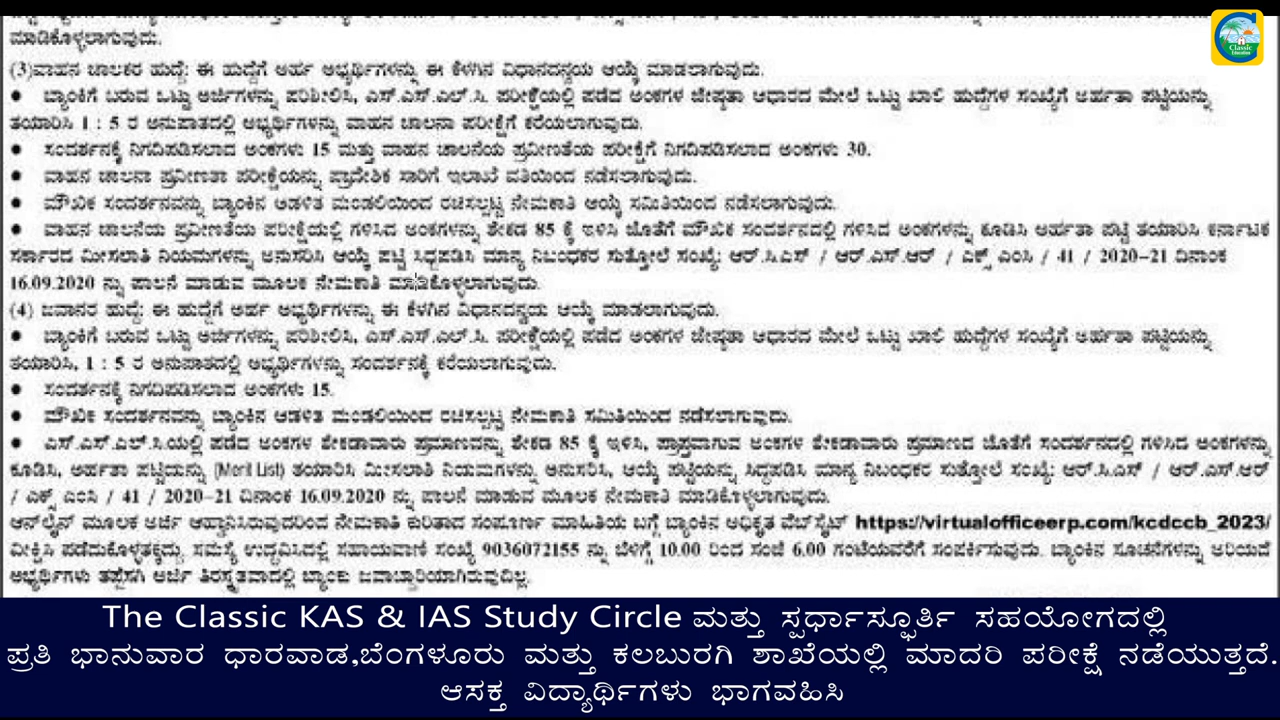 ಮಾಡಿಕೊಳ್ಳಲಾಗುವುದು.
(3)ವಾಹನ ಚಾಲಕರ ಹುದ್ದೆ: ಈ ಹುದ್ದೆಗೆ ಅರ್ಹ ಅಭ್ಯರ್ಥಿಗಳನ್ನು ಈ ಕೆಳಗಿನ ವಿಧಾನದನ್ವಯ ಆಯ್ಕೆ ಮಾಡಲಾಗುವುದು.
● ಬ್ಯಾಂಕಿಗೆ ಬರುವ ಒಟ್ಟು ಅರ್ಜಿಗಳನ್ನು ಪರಿಶೀಲಿಸಿ, ಎಸ್.ಎಸ್.ಎಲ್.ಸಿ. ಪರೀಕ್ಷೆಯಲ್ಲಿ ಪಡೆದ ಅಂಕಗಳ ಜೇಷ್ಠತಾ ಆಧಾರದ ಮೇಲೆ ಒಟ್ಟು ಖಾಲಿ ಹುದ್ದೆಗಳ ಸಂಖ್ಯೆಗೆ ಅರ್ಹತಾ ಪಟ್ಟಿಯನ್ನು
ತಯಾರಿಸಿ 1 : 5 ರ ಅನುಪಾತದಲ್ಲಿ ಅಭ್ಯರ್ಥಿಗಳನ್ನು ವಾಹನ ಚಾಲನಾ ಪರೀಕ್ಷೆಗೆ ಕರೆಯಲಾಗುವುದು.
● ಸಂದರ್ಶನಕ್ಕೆ ನಿಗದಿಪಡಿಸಲಾದ ಅಂಕಗಳು 15 ಮತ್ತು ವಾಹನ ಚಾಲನೆಯ ಪ್ರವೀಣತೆಯ ಪರೀಕ್ಷೆಗೆ ನಿಗದಿಪಡಿಸಲಾದ ಅಂಕಗಳು 30.
● ವಾಹನ ಚಾಲನಾ ಪ್ರವೀಣತಾ ಪರೀಕ್ಷೆಯನ್ನು ಪ್ರಾದೇಶಿಕ ಸಾರಿಗೆ ಇಲಾಖೆ ವತಿಯಿಂದ ನಡೆಸಲಾಗುವುದು.
● ಮೌಖಿಕ ಸಂದರ್ಶನವನ್ನು ಬ್ಯಾಂಕಿನ ಆಡಳಿತ ಮಂಡಲಿಯಿಂದ ರಚಿಸಲ್ಪಟ್ಟ ನೇಮಕಾತಿ ಆಯ್ಕೆ ಸಮಿತಿಯಿಂದ ನಡೆಸಲಾಗುವುದು.
● ವಾಹನ ಚಾಲನೆಯ ಪ್ರವೀಣತೆಯ ಪರೀಕ್ಷೆಯಲ್ಲಿ ಗಳಿಸಿದ ಅಂಕಗಳನ್ನು ಶೇಕಡ 85 ಕ್ಕೆ ಇಳಿಸಿ ಜೊತೆಗೆ ಮೌಖಿಕ ಸಂದರ್ಶನದಲ್ಲಿ ಗಳಿಸಿದ ಅಂಕಗಳನ್ನು ಕೂಡಿಸಿ ಅರ್ಹತಾ ಪಟ್ಟಿ ತಯಾರಿಸಿ ಕರ್ನಾಟಕ
ಸರ್ಕಾರದ ಮೀಸಲಾತಿ ನಿಯಮಗಳನ್ನು ಅನುಸರಿಸಿ ಆಯ್ಕೆ ಪಟ್ಟಿ ಸಿದ್ಧಪಡಿಸಿ ಮಾನ್ಯ ನಿಬಂಧಕರ ಸುತ್ತೋಲೆ ಸಂಖ್ಯೆ: ಆರ್.ಸಿ.ಎಸ್ / ಆರ್.ಎಸ್.ಆರ್ / ಎಕ್ಸ್ ಎಂಸಿ / 41 / 2020-21 ದಿನಾಂಕ
16.09.2020 ನ್ನು ಪಾಲನೆ ಮಾಡುವ ಮೂಲಕ ನೇಮಕಾತಿ ಮಾಡಿಕೊಳ್ಳಲಾಗುವುದು.
(4) ಜವಾನರ ಹುದ್ದೆ: ಈ ಹುದ್ದೆಗೆ ಅರ್ಹ ಅಭ್ಯರ್ಥಿಗಳನ್ನು ಈ ಕೆಳಗಿನ ವಿಧಾನದನ್ವಯ ಆಯ್ಕೆ ಮಾಡಲಾಗುವುದು.
● ಬ್ಯಾಂಕಿಗೆ ಬರುವ ಒಟ್ಟು ಅರ್ಜಿಗಳನ್ನು ಪರಿಶೀಲಿಸಿ, ಎಸ್.ಎಸ್.ಎಲ್.ಸಿ. ಪರೀಕ್ಷೆಯಲ್ಲಿ ಪಡೆದ ಅಂಕಗಳ ಜೇಷ್ಠತಾ ಆಧಾರದ ಮೇಲೆ ಒಟ್ಟು ಖಾಲಿ ಹುದ್ದೆಗಳ ಸಂಖ್ಯೆಗೆ ಅರ್ಹತಾ ಪಟ್ಟಿಯನ್ನು
ತಯಾರಿಸಿ, 1 : 5 ರ ಅನುಪಾತದಲ್ಲಿ ಅಭ್ಯರ್ಥಿಗಳನ್ನು ಸಂದರ್ಶನಕ್ಕೆ ಕರೆಯಲಾಗುವುದು.
● ಸಂದರ್ಶನಕ್ಕೆ ನಿಗದಿಪಡಿಸಲಾದ ಅಂಕಗಳು 15.
● ಮೌಖಿಕ ಸಂದರ್ಶನವನ್ನು ಬ್ಯಾಂಕಿನ ಆಡಳಿತ ಮಂಡಲಿಯಿಂದ ರಚಿಸಲ್ಪಟ್ಟ ನೇಮಕಾತಿ ಸಮಿತಿಯಿಂದ ನಡೆಸಲಾಗುವುದು.
● ಎಸ್.ಎಸ್.ಎಲ್.ಸಿ.ಯಲ್ಲಿ ಪಡೆದ ಅಂಕಗಳ ಶೇಕಡಾವಾರು ಪ್ರಮಾಣವನ್ನು ಶೇಕಡ 85 ಕ್ಕೆ ಇಳಿಸಿ, ಪ್ರಾಪ್ತವಾಗುವ ಅಂಕಗಳ ಶೇಕಡಾವಾರು ಪ್ರಮಾಣದ ಜೊತೆಗೆ ಸಂದರ್ಶನದಲ್ಲಿ ಗಳಿಸಿದ ಅಂಕಗಳನ್ನು
ಕೂಡಿಸಿ, ಅರ್ಹತಾ ಪಟ್ಟಿಯನ್ನು (Merit List) ತಯಾರಿಸಿ ಮೀಸಲಾತಿ ನಿಯಮಗಳನ್ನು ಅನುಸರಿಸಿ, ಆಯ್ಕೆ ಪಟ್ಟಿಯನ್ನು ಸಿದ್ಧಪಡಿಸಿ ಮಾನ್ಯ ನಿಬಂಧಕರ ಸುತ್ತೋಲೆ ಸಂಖ್ಯೆ: ಆರ್.ಸಿ.ಎಸ್ / ಆರ್.ಎಸ್.ಆರ್
/ ಎಕ್ಸ್ ಎಂಸಿ / 41 / 2020-21 ದಿನಾಂಕ 16.09.2020 ನ್ನು ಪಾಲನೆ ಮಾಡುವ ಮೂಲಕ ನೇಮಕಾತಿ ಮಾಡಿಕೊಳ್ಳಲಾಗುವುದು.
ಆನ್‌ಲೈನ್ ಮೂಲಕ ಅರ್ಜಿ ಆಹ್ವಾನಿಸಿರುವುದರಿಂದ ನೇಮಕಾತಿ ಕುರಿತಾದ ಸಂಪೂರ್ಣ ಮಾಹಿತಿಯ ಬಗ್ಗೆ ಬ್ಯಾಂಕಿನ ಅಧಿಕೃತ ವೆಬ್‌ಸೈಟ್ https://virtualofficeerp.com/kcdccb_2023/
ವೀಕ್ಷಿಸಿ ಪಡೆದುಕೊಳ್ಳತಕ್ಕದ್ದು. ಸಮಸ್ಯೆ ಉದ್ಭವಿಸಿದಲ್ಲಿ ಸಹಾಯವಾಣಿ ಸಂಖ್ಯೆ 9036072155 ನ್ನು ಬೆಳಗ್ಗೆ 10.00 ರಿಂದ ಸಂಜೆ 6.00 ಗಂಟೆಯವರೆಗೆ ಸಂಪರ್ಕಿಸುವುದು. ಬ್ಯಾಂಕಿನ ಸೂಚನೆಗಳನ್ನು ಅರಿಯದೆ
ಅಭ್ಯರ್ಥಿಗಳು ತಪ್ಪೆಸಗಿ ಅರ್ಜಿ ತಿರಸ್ಕೃತವಾದಲ್ಲಿ ಬ್ಯಾಂಕು ಜವಾಬ್ದಾರಿಯಾಗಿರುವುದಿಲ್ಲ.
Classic
Education
The Classic KAS & IAS Study Circle ಮತ್ತು ಸ್ಪರ್ಧಾಸ್ಫೂರ್ತಿ ಸಹಯೋಗದಲ್ಲಿ
ಪ್ರತಿ ಭಾನುವಾರ ಧಾರವಾಡ,ಬೆಂಗಳೂರು ಮತ್ತು ಕಲಬುರಗಿ ಶಾಖೆಯಲ್ಲಿ ಮಾದರಿ ಪರೀಕ್ಷೆ ನಡೆಯುತ್ತದೆ.
ಆಸಕ್ತ ವಿದ್ಯಾರ್ಥಿಗಳು ಭಾಗವಹಿಸಿ